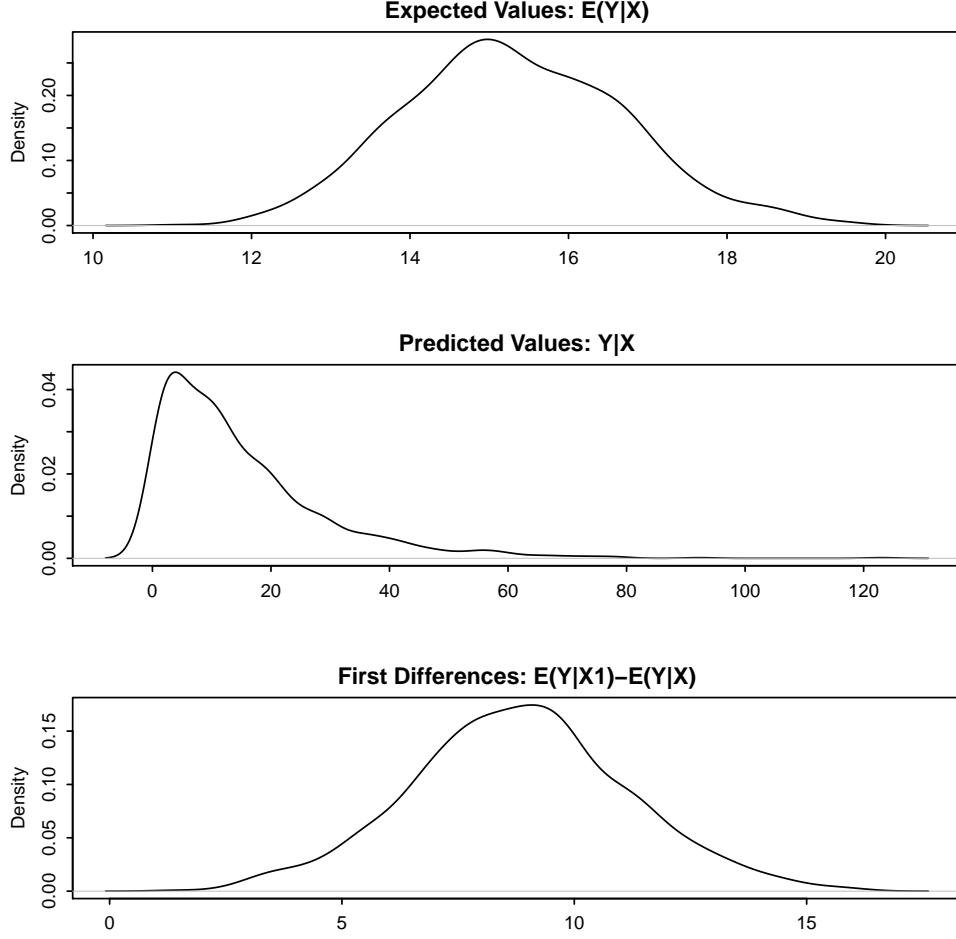 Expected Values: E(Y|X)
Density
0.00 0.10 0.20
10 12 14 16 18 20
Predicted Values: Y|X
Density
0.00 0.02 0.04
0 20 40 60 80 100 120
First Differences: E(Y|X1)−E(Y|X)
Density
0.00 0.05 0.10 0.15
0 5 10 15